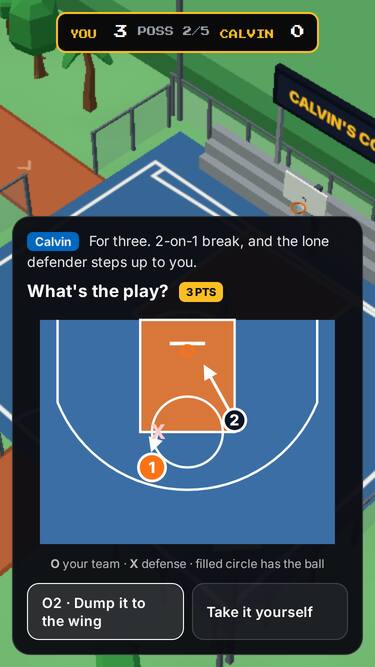 YOU 3 POSS 2/5 CALVIN 0
CALVIN'S CO
Calvin For three. 2-on-1 break, and the lone
defender steps up to you.
What's the play? 3 PTS
X
2
1
O your team · X defense · filled circle has the ball
O2 · Dump it to
the wing
Take it yourself